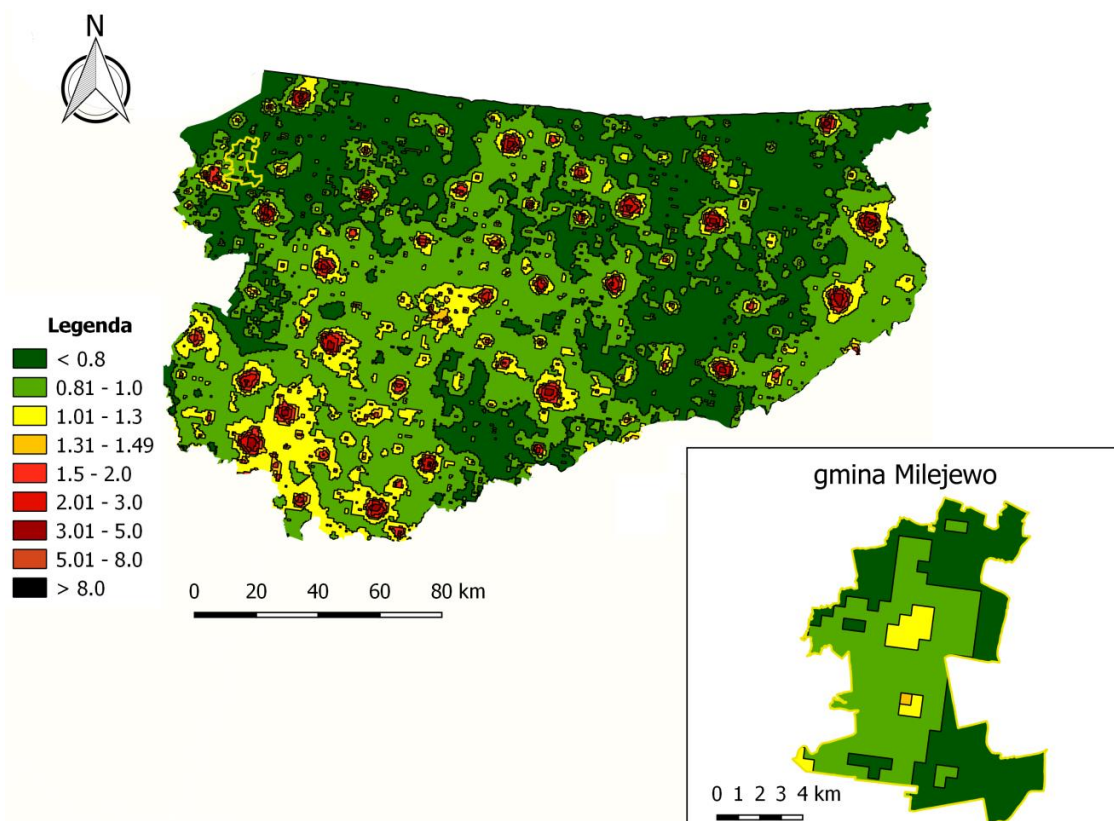 N
Legenda
< 0.8
0.81 - 1.0
1.01 - 1.3
1.31 - 1.49
1.5 - 2.0
2.01 - 3.0
3.01 - 5.0
5.01 - 8.0
> 8.0
0 20 40 60 80 km
gmina Milejewo
0 1 2 3 4 km